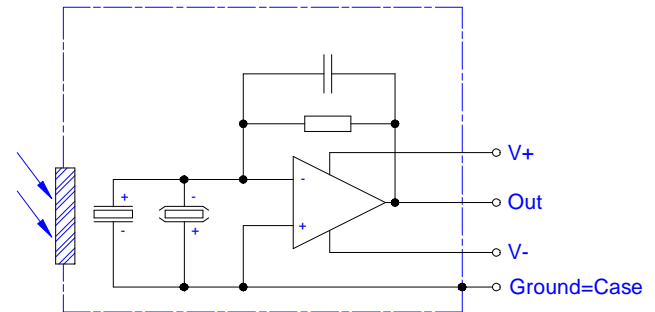 V+
Out
V-
Ground=Case
+
-
-
+
-
+